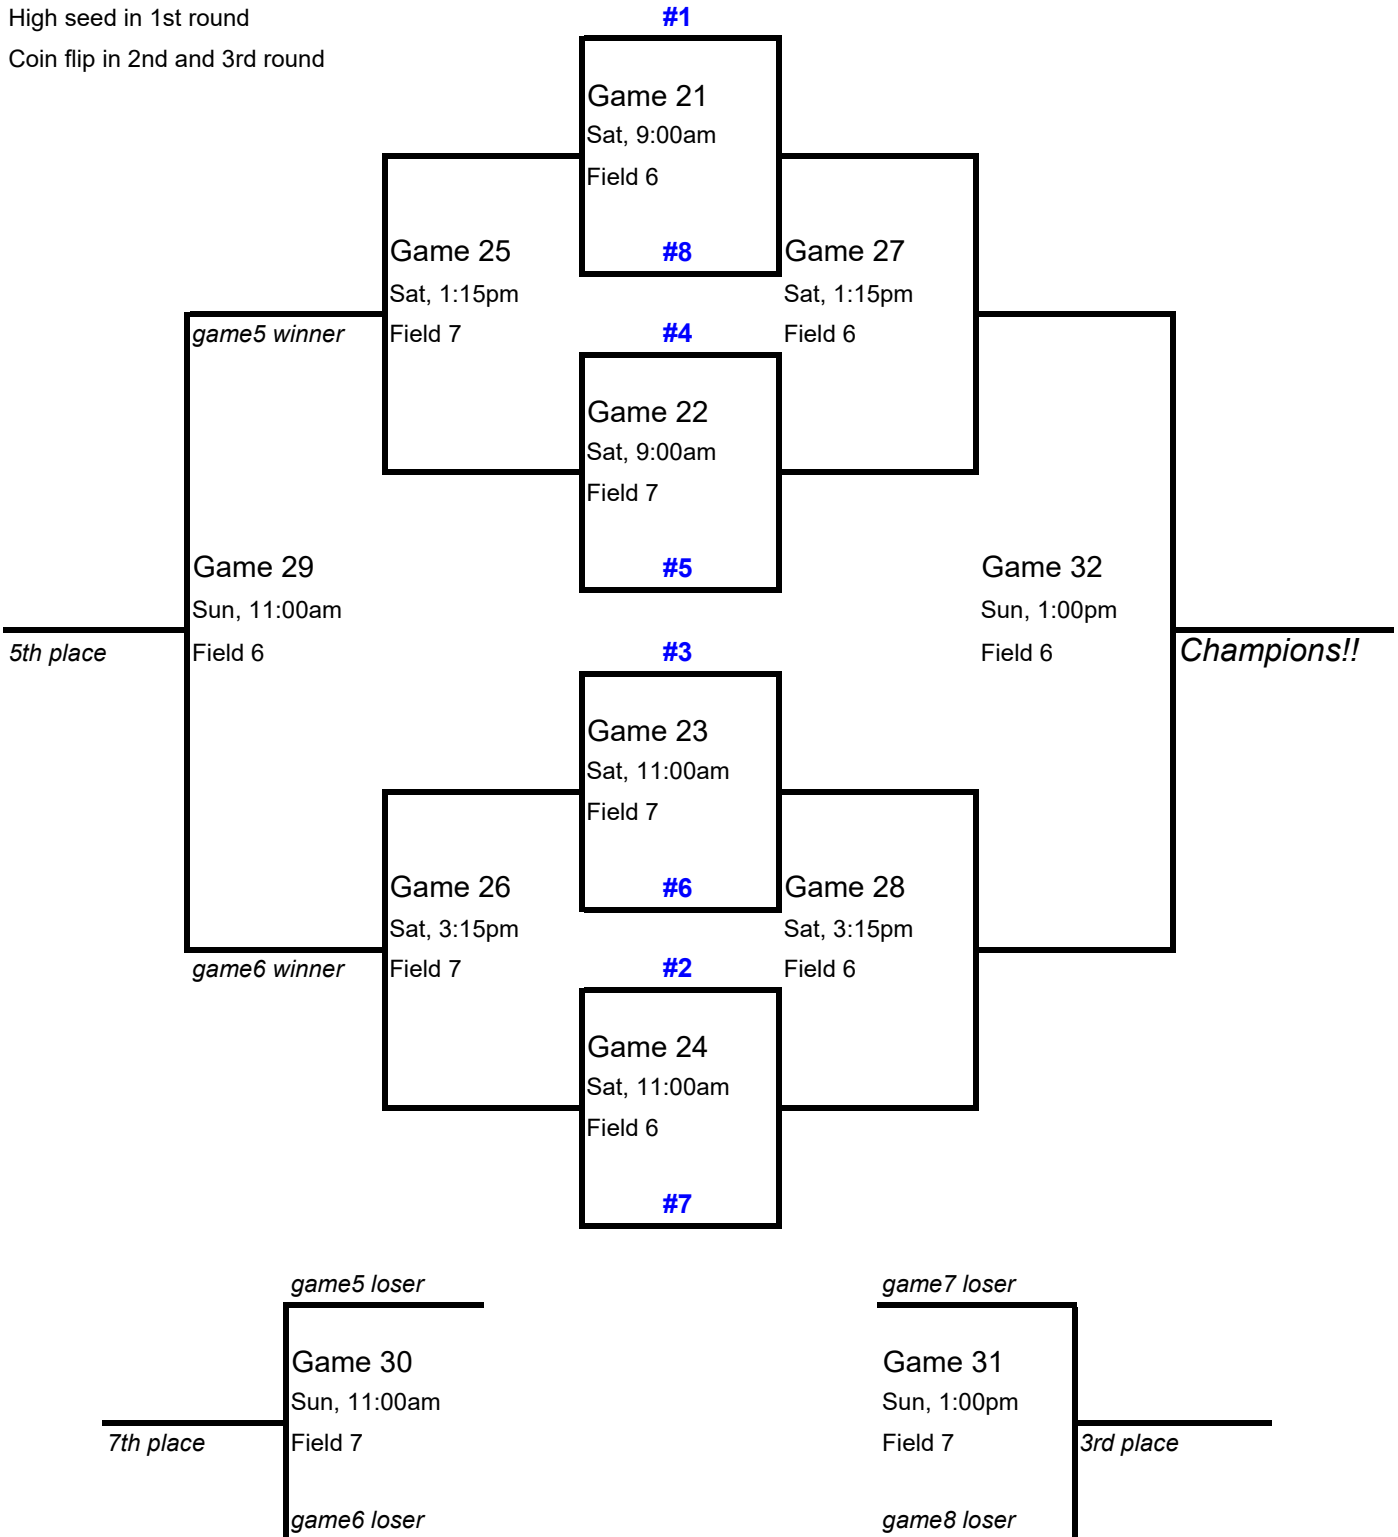 High seed in 1st round
Coin flip in 2nd and 3rd round
#1
Game 21
Sat, 9:00am
Field 6
#8
Game 25
Sat, 1:15pm
Field 7
game5 winner
Game 27
Sat, 1:15pm
Field 6
#4
Game 22
Sat, 9:00am
Field 7
#5
Game 29
Sun, 11:00am
Field 6
5th place
Game 32
Sun, 1:00pm
Field 6
Champions!!
#3
Game 23
Sat, 11:00am
Field 7
#6
Game 26
Sat, 3:15pm
Field 7
game6 winner
Game 28
Sat, 3:15pm
Field 6
#2
Game 24
Sat, 11:00am
Field 6
#7
game5 loser
Game 30
Sun, 11:00am
Field 7
7th place
game6 loser
game7 loser
Game 31
Sun, 1:00pm
Field 7
3rd place
game8 loser